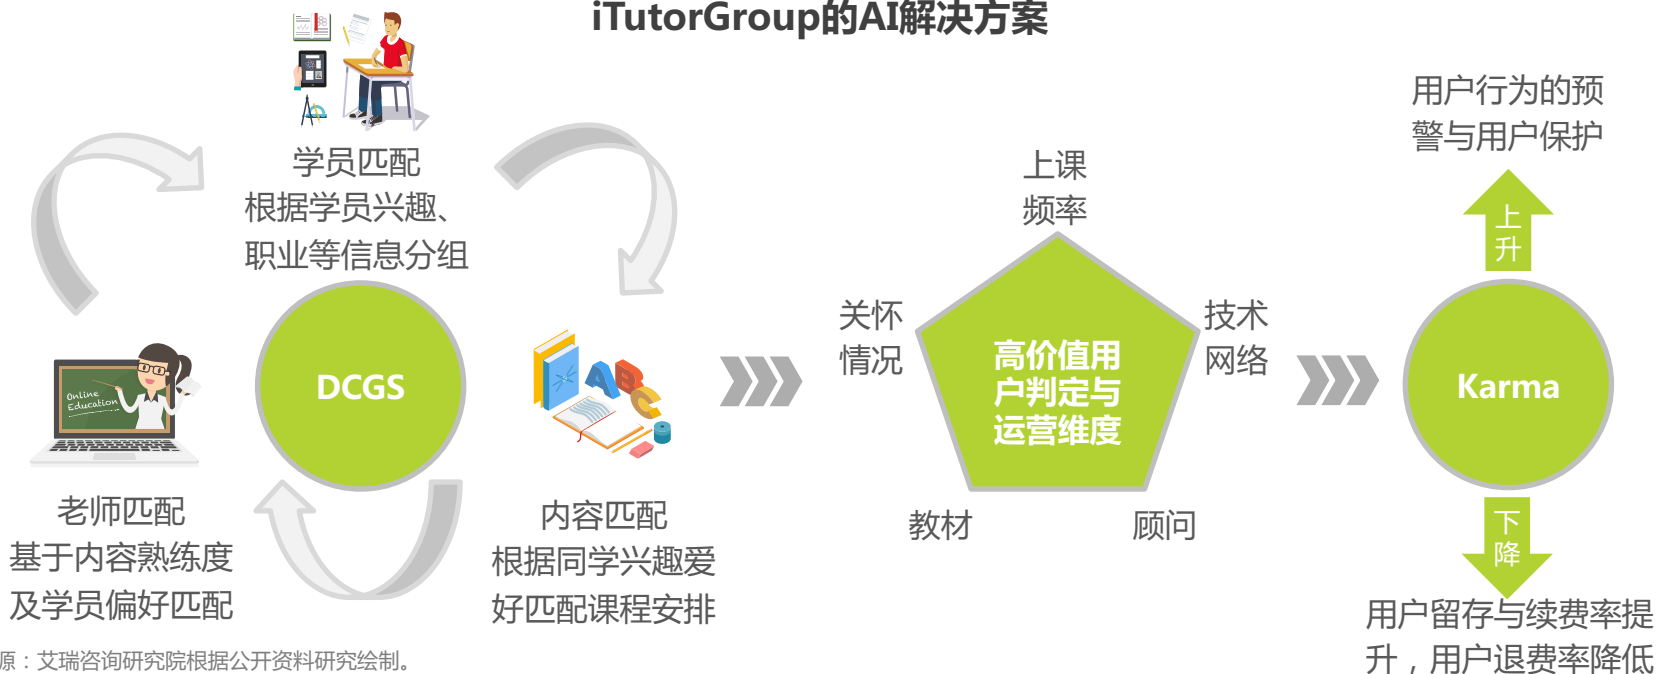 iTutorGroup的AI解决方案
学员匹配
根据学员兴趣、
职业等信息分组
DCGS
Online
Education
老师匹配
基于内容熟练度
及学员偏好匹配
ABC
内容匹配
根据同学兴趣爱
好匹配课程安排
上课
频率
关怀
情况
技术
网络
高价值用
户判定与
运营维度
教材
顾问
用户行为的预
警与用户保护
上
升
Karma
下
降
用户留存与续费率提
升，用户退费率降低
源：艾瑞咨询研究院根据公开资料研究绘制。